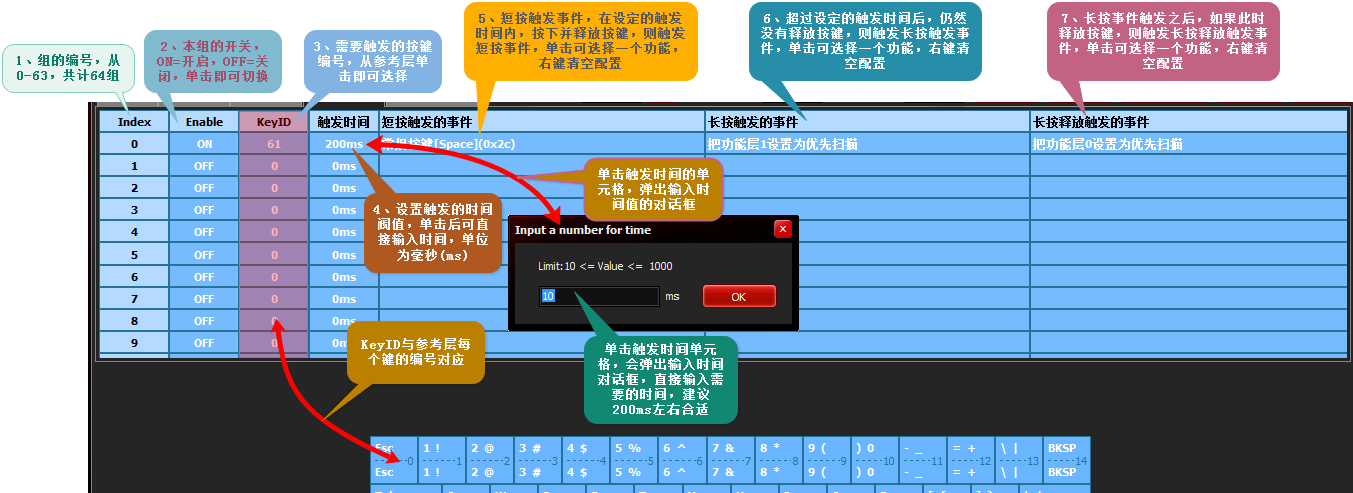 1、组的编号，从
0-63，共计64组
2、本组的开关，
ON=开启，OFF=关
闭，单击即可切换
3、需要触发的按键
编号，从参考层单
击即可选择
5、短按触发事件，在设定的触发
时间内，按下并释放按键，则触发
短按事件，单击可选择一个功能，
右键清空配置
6、超过设定的触发时间后，仍然
没有释放按键，则触发长按触发事
件，单击可选择一个功能，右键清
空配置
7、长按事件触发之后，如果此时
释放按键，则触发长按释放触发事
件，单击可选择一个功能，右键清
空配置
Index Enable KeyID 触发时间 短按触发的事件 长按触发的事件 长按释放触发的事件
0 ON 61 200ms 常规按键[Space](0x2c) 把功能层1设置为优先扫描 把功能层0设置为优先扫描
1 OFF 0 0ms
2 OFF 0 0ms
3 OFF 0 0ms
4 OFF 0 0ms
5 OFF 0 0ms
6 OFF 0 0ms
7 OFF 0 0ms
8 OFF 0 0ms
9 OFF 0 0ms
单击触发时间的单
元格，弹出输入时
间值的对话框
4、设置触发的时间
阀值，单击后可直
接输入时间，单位
为毫秒(ms)
Input a number for time
Limit:10 <= Value <= 1000
10 ms OK
KeyID与参考层每
个键的编号对应
单击触发时间单元
格，会弹出输入时间
对话框，直接输入需
要的时间，建议
200ms左右合适
Esc 1 ! 2 @ 3 # 4 $ 5 % 6 ^ 7 & 8 * 9 ( ) 0 - _ = + \ | BKSP
0 1 2 3 4 5 6 7 8 9 10 11 12 13 14
Esc 1 ! 2 @ 3 # 4 $ 5 % 6 ^ 7 & 8 * 9 ( ) 0 - _ = + \ | BKSP